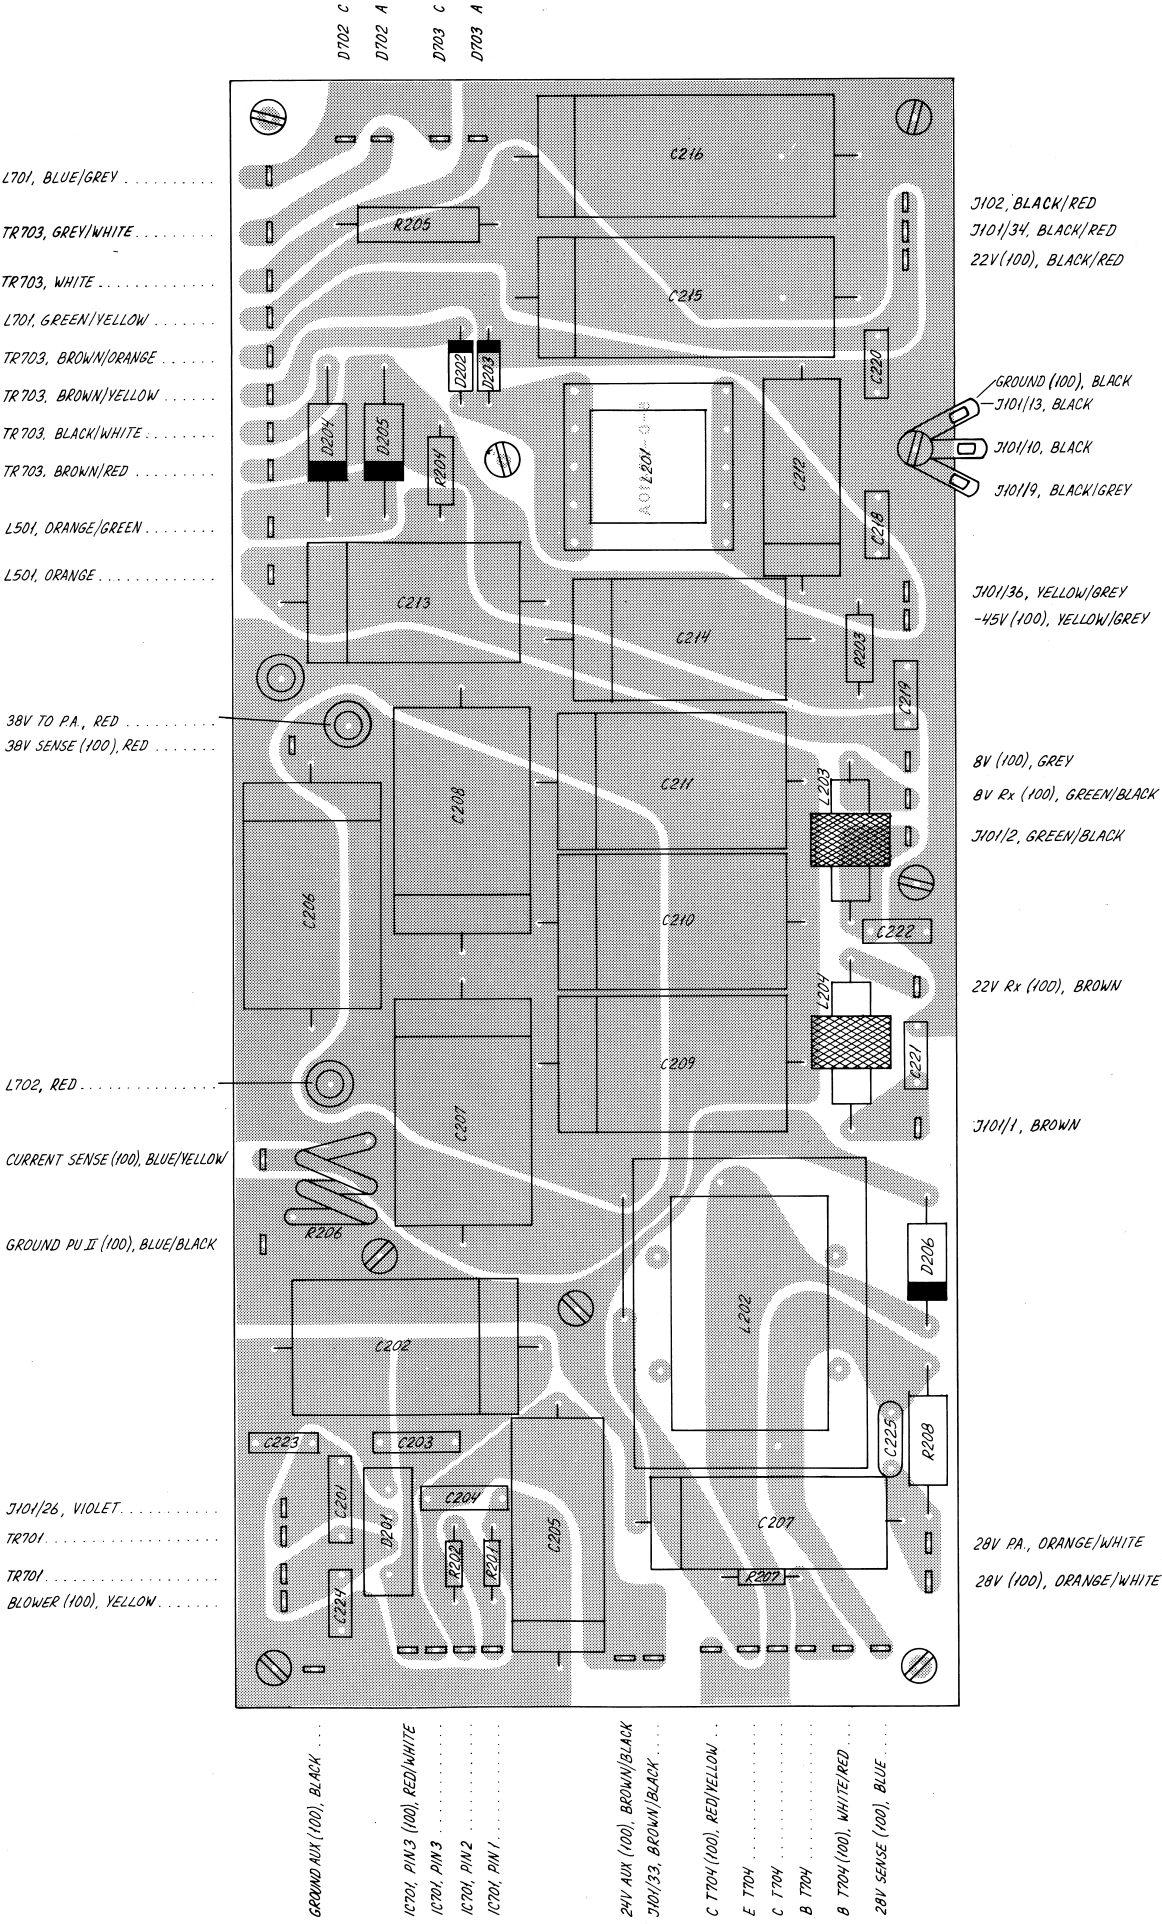 D702 C
D702 A
D703 C
D703 A
L701, BLUE/GREY
TR703, GREY/WHITE
TR703, WHITE
L701, GREEN/YELLOW
TR703, BROWN/ORANGE
TR703, BROWN/YELLOW
TR703, BLACK/WHITE
TR703, BROWN/RED
L501, ORANGE/GREEN
L501, ORANGE
38V TO P.A., RED
38V SENSE (100), RED
L702, RED
CURRENT SENSE (100), BLUE/YELLOW
GROUND PU II (100), BLUE/BLACK
J101/26, VIOLET
TR701
TR701
BLOWER (100), YELLOW
C216
R205
C215
C220
D202
D203
D204
D205
R204
L201
C212
C218
C213
C214
R203
C219
C208
C211
L203
C206
C210
C222
L204
C209
C221
C207
R206
D206
L202
C202
C223
C203
C225
R208
C201
D201
C204
C205
C207
R202
R201
R207
C224
J102, BLACK/RED
J101/34, BLACK/RED
22V (100), BLACK/RED
GROUND (100), BLACK
J101/13, BLACK
J101/10, BLACK
J101/9, BLACK/GREY
J101/36, YELLOW/GREY
-45V (100), YELLOW/GREY
8V (100), GREY
8V Rx (100), GREEN/BLACK
J101/2, GREEN/BLACK
22V Rx (100), BROWN
J101/1, BROWN
28V PA., ORANGE/WHITE
28V (100), ORANGE/WHITE
GROUND AUX (100), BLACK
IC701, PIN 3 (100), RED/WHITE
IC701, PIN 3
IC701, PIN 2
IC701, PIN 1
24V AUX (100), BROWN/BLACK
J101/33, BROWN/BLACK
C T704 (100), RED/YELLOW
E T704
C T704
B T704
B T704 (100), WHITE/RED
28V SENSE (100), BLUE